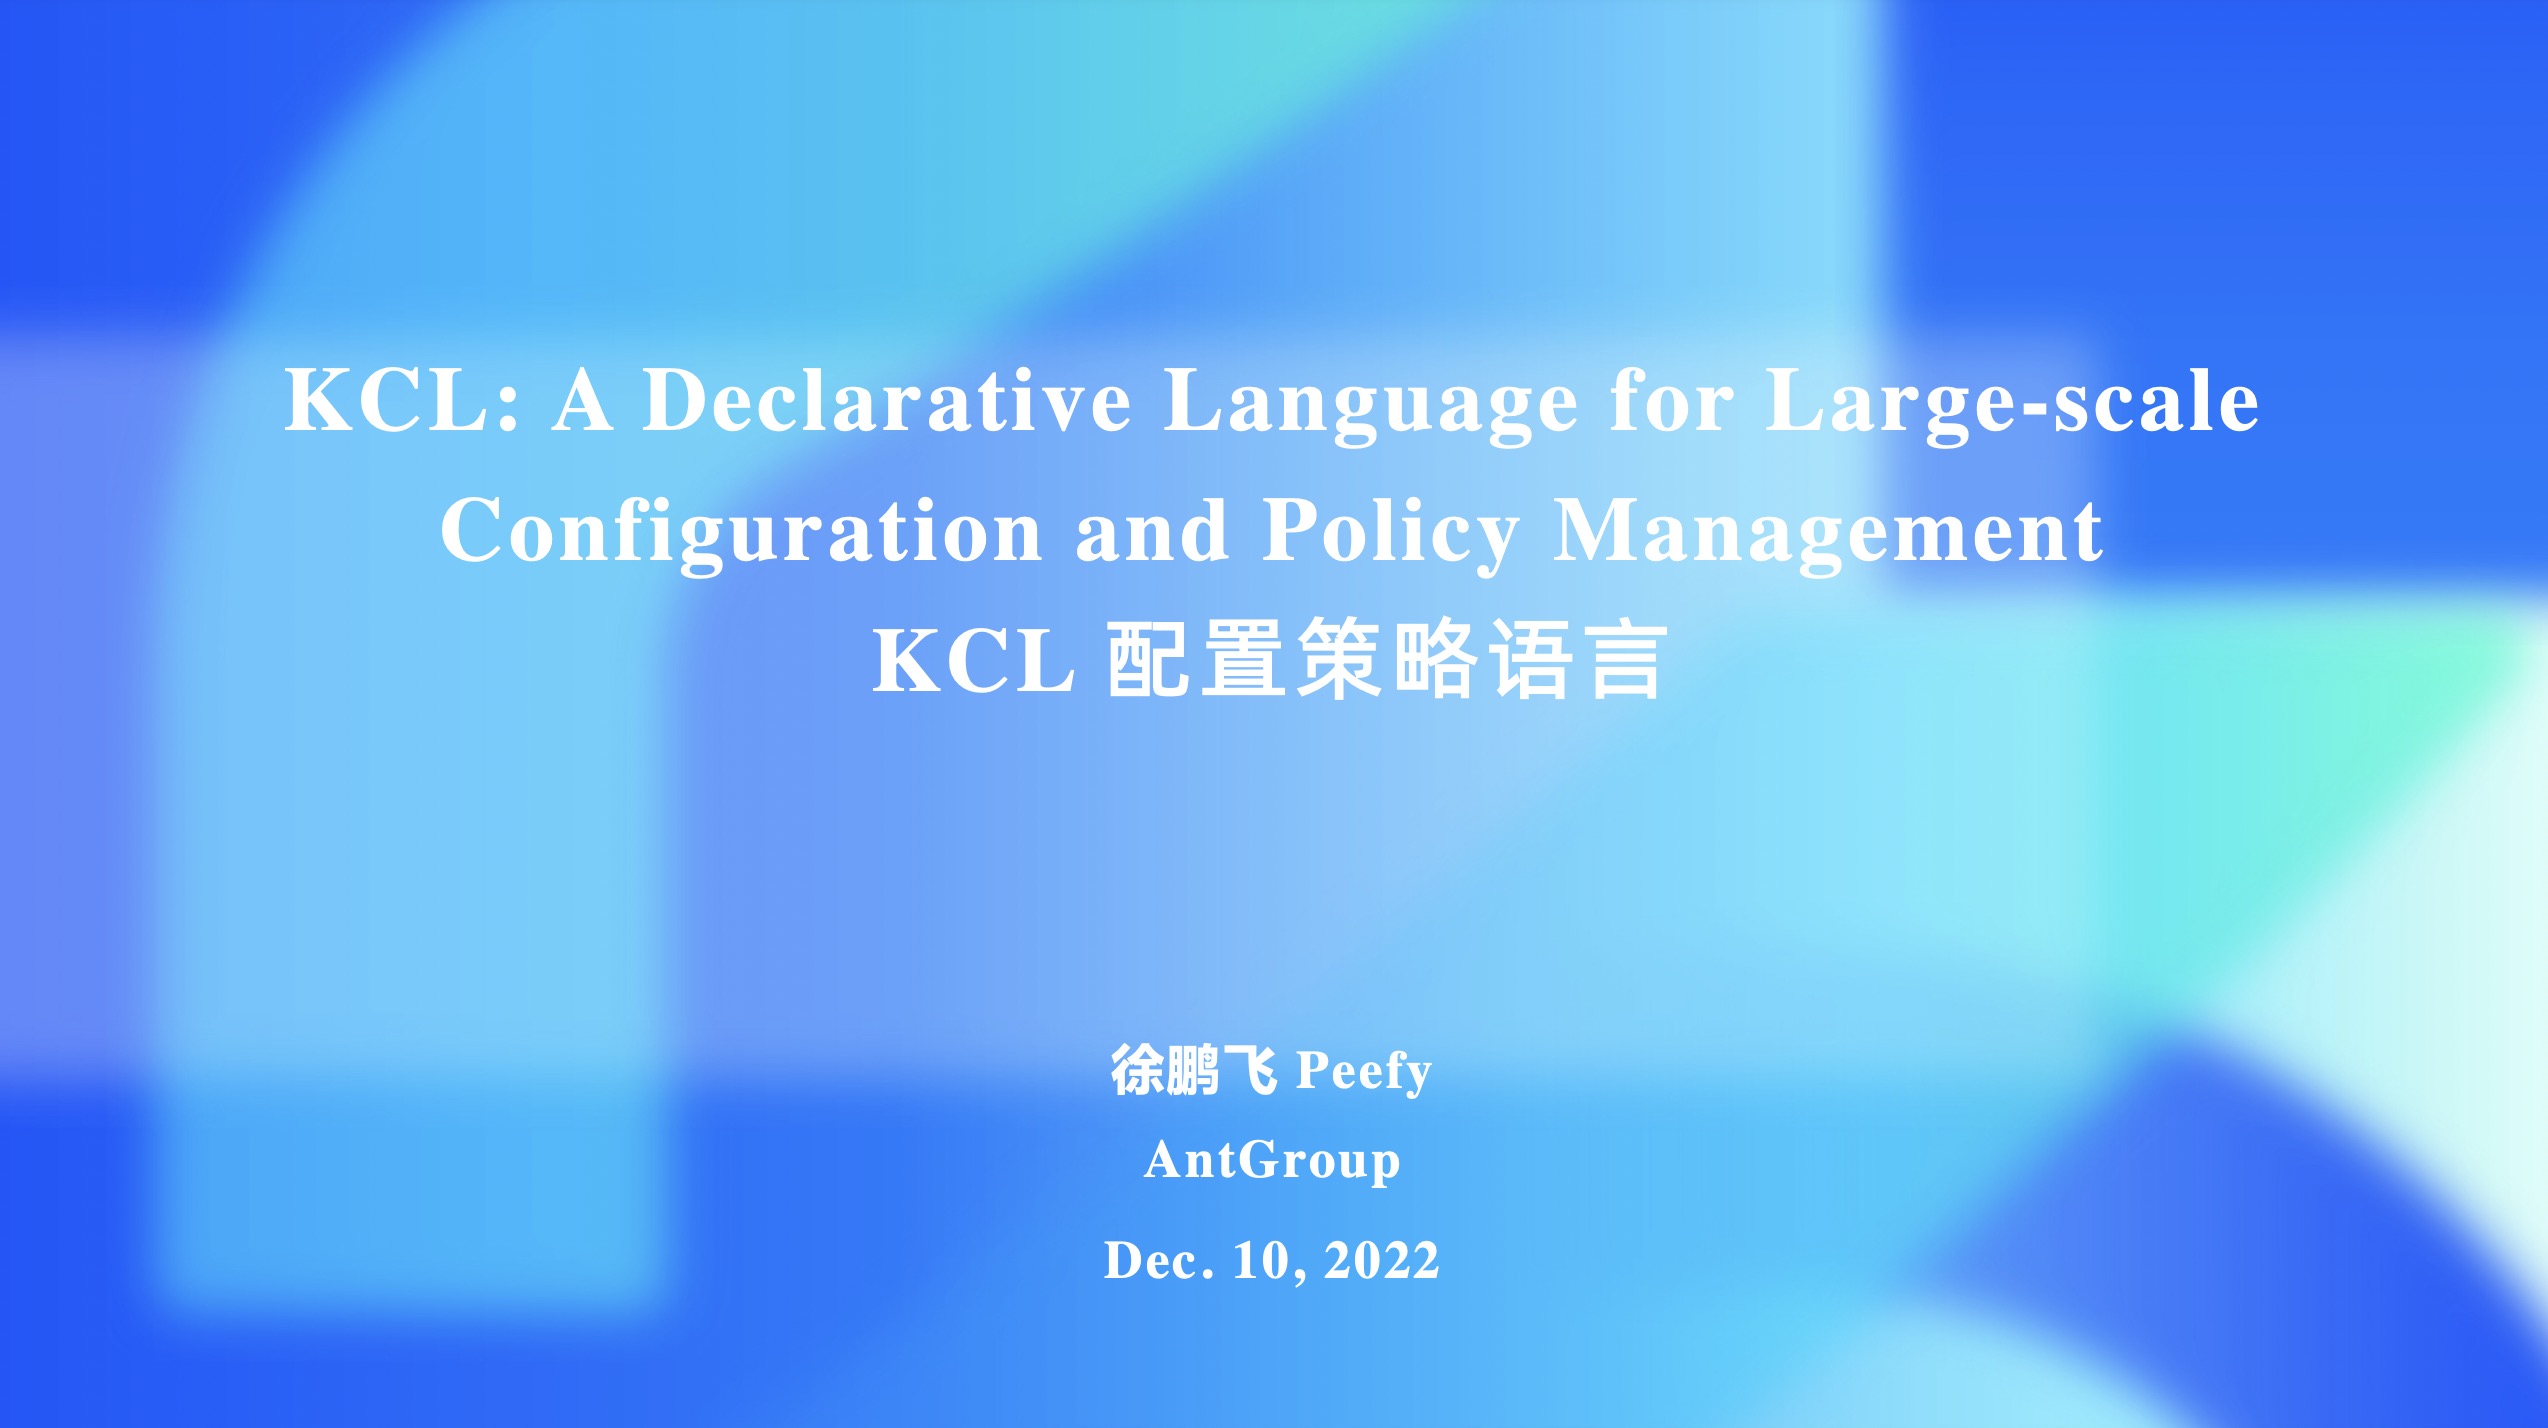 KCL: A Declarative Language for Large-scale
Configuration and Policy Management
KCL 配置策略语言
徐鹏飞 Peefy
AntGroup
Dec. 10, 2022